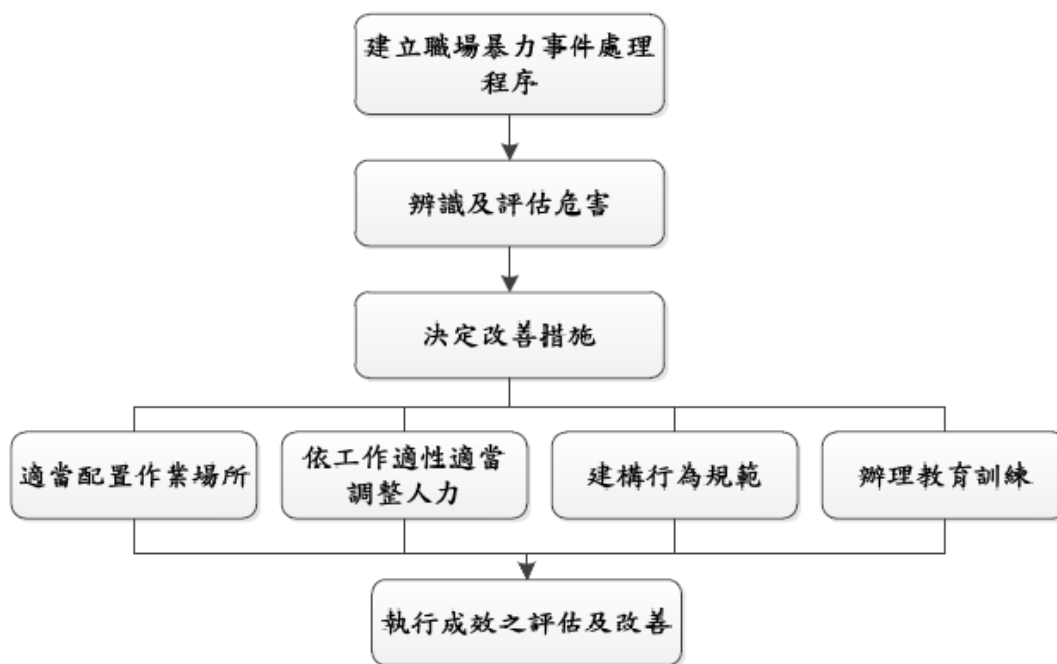 建立職場暴力事件處理
程序
辨識及評估危害
決定改善措施
適當配置作業場所
依工作適性適當
調整人力
建構行為規範
辦理教育訓練
執行成效之評估及改善